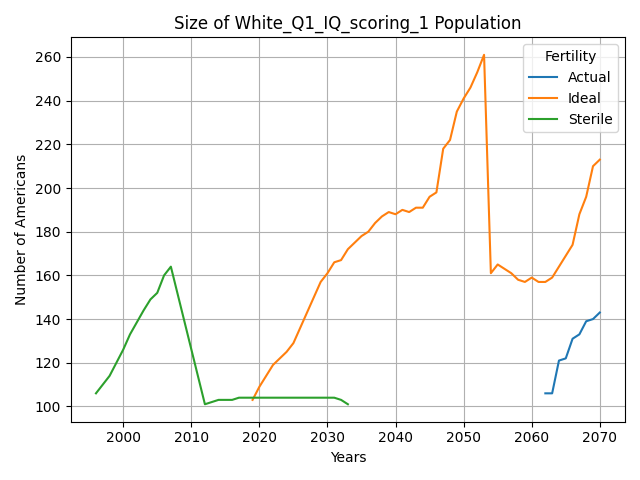 Size of White_Q1_IQ_scoring_1 Population
Number of Americans
260
240
220
200
180
160
140
120
100
Fertility
Actual
Ideal
Sterile
2000 2010 2020 2030 2040 2050 2060 2070
Years